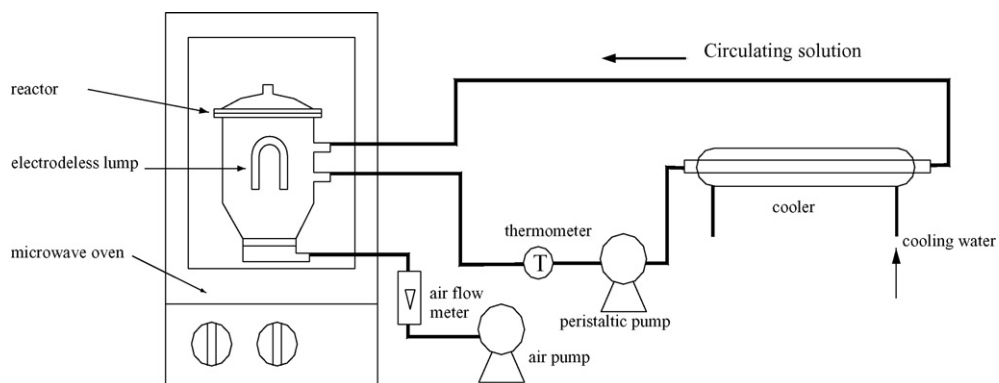 Circulating solution
reactor
electrodeless lump
cooler
thermometer
cooling water
microwave oven
T
air flow
meter
peristaltic pump
air pump